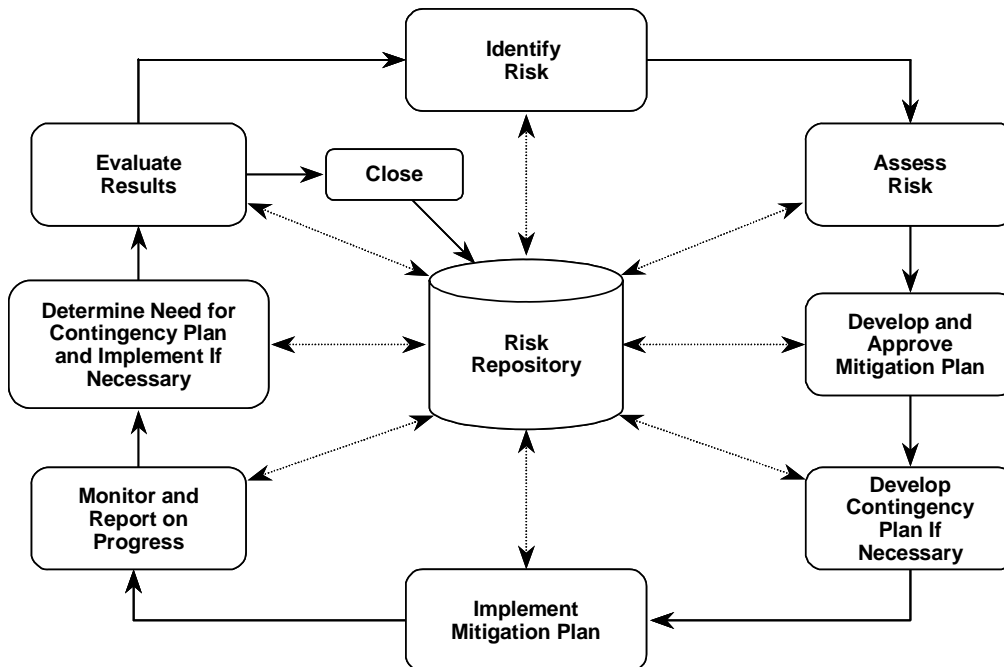 Identify
Risk
Evaluate
Results
Close
Assess
Risk
Determine Need for
Contingency Plan
and Implement If
Necessary
Risk
Repository
Develop and
Approve
Mitigation Plan
Monitor and
Report on
Progress
Develop
Contingency
Plan If
Necessary
Implement
Mitigation Plan